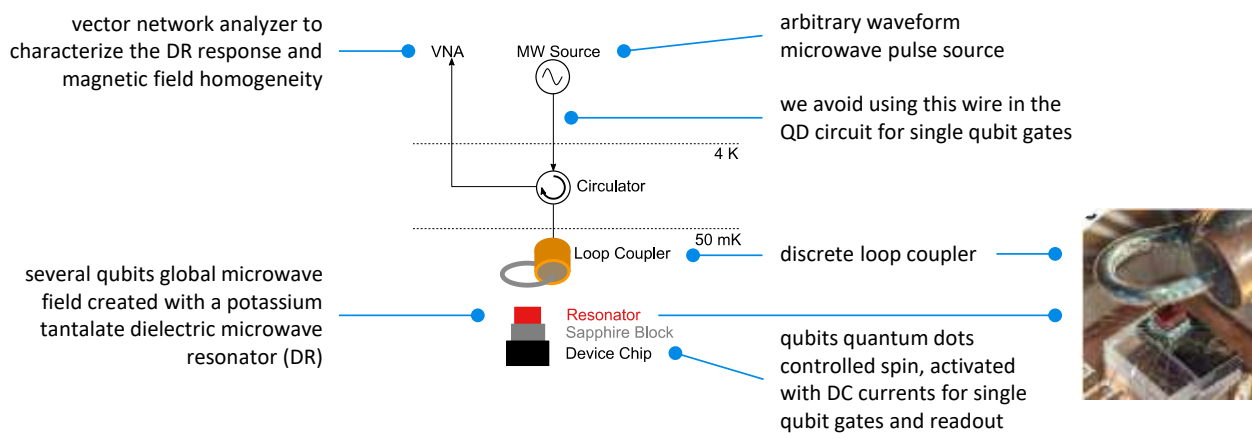 vector network analyzer to
characterize the DR response and
magnetic field homogeneity
VNA
MW Source
arbitrary waveform
microwave pulse source
we avoid using this wire in the
QD circuit for single qubit gates
4 K
Circulator
50 mK
Loop Coupler
discrete loop coupler
several qubits global microwave
field created with a potassium
tantalate dielectric microwave
resonator (DR)
Resonator
Sapphire Block
Device Chip
qubits quantum dots
controlled spin, activated
with DC currents for single
qubit gates and readout